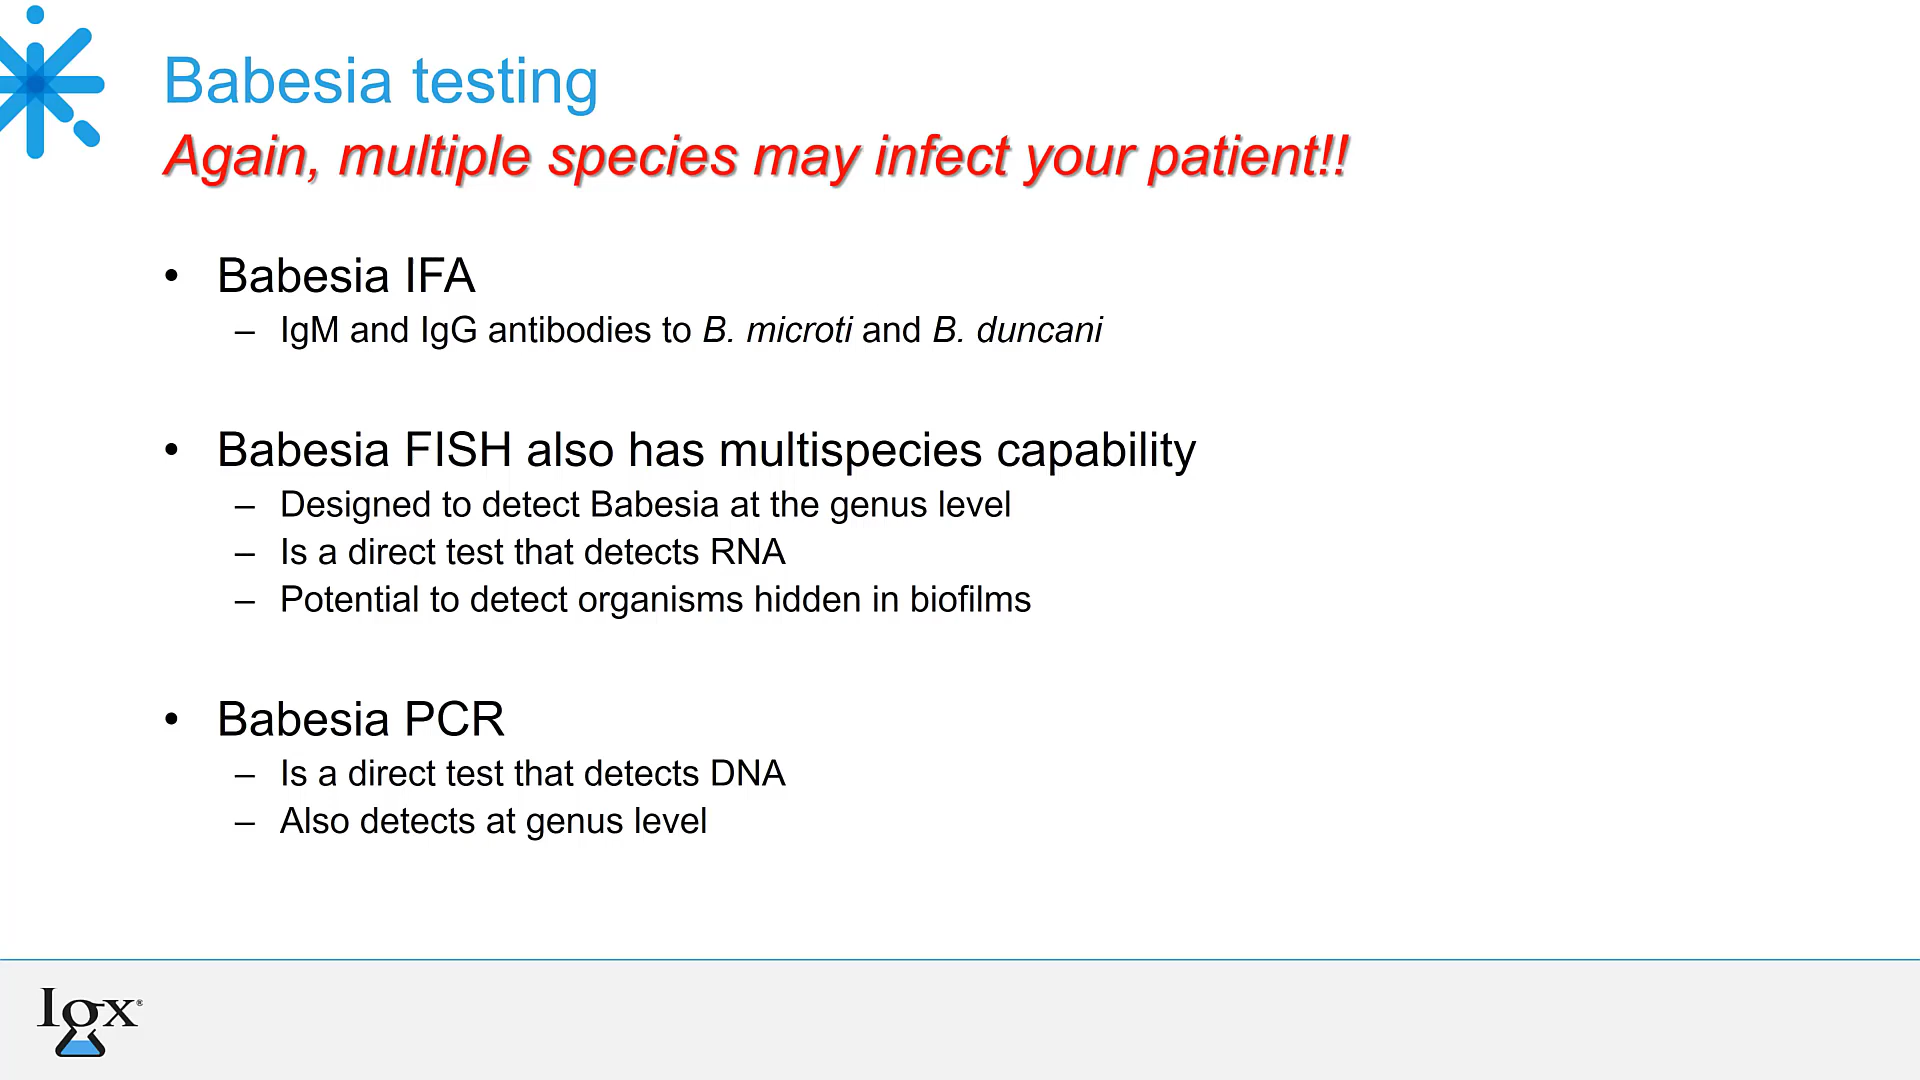 Babesia testing
Again, multiple species may infect your patient!!
• Babesia IFA
– IgM and IgG antibodies to B. microti and B. duncani
• Babesia FISH also has multispecies capability
– Designed to detect Babesia at the genus level
– Is a direct test that detects RNA
– Potential to detect organisms hidden in biofilms
• Babesia PCR
– Is a direct test that detects DNA
– Also detects at genus level
Igx®